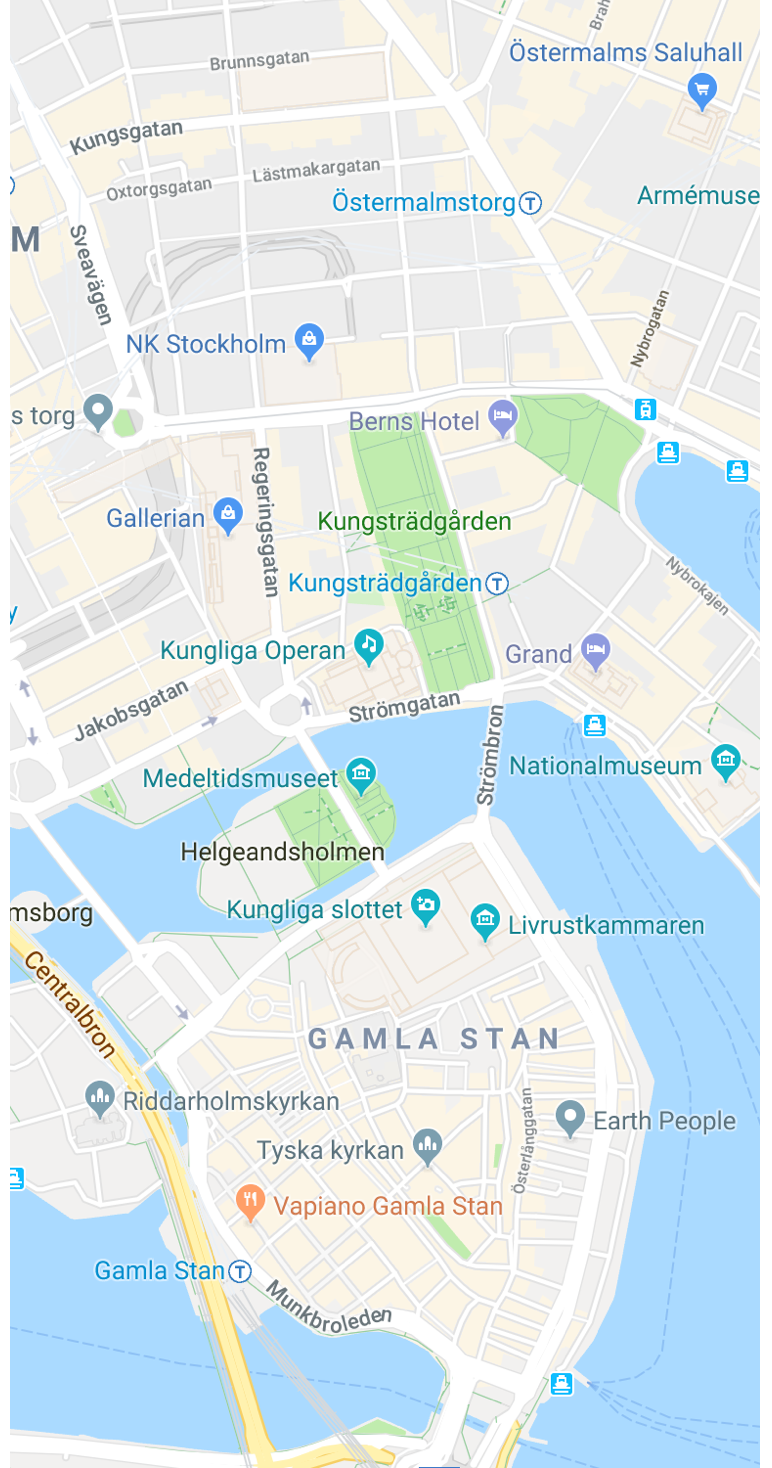 Brah
Östermalms Saluhall
Brunnsgatan
Kungsgatan
Lästmakargatan
Oxtorgsgatan
Östermalmstorg T
Armémuse
M
Sveavägen
Nybrogatan
NK Stockholm
s torg
Berns Hotel
Regeringsgatan
Gallerian
Kungsträdgården
Kungsträdgården T
Nybrokajen
y
Kungliga Operan
Grand
Jakobsgatan
Strömgatan
Strömbron
Medeltidsmuseet
Nationalmuseum
Helgeandsholmen
msborg
Kungliga slottet
Livrustkammaren
Centralbron
GAMLA STAN
Riddarholmskyrkan
Österlånggatan
Earth People
Tyska kyrkan
Vapiano Gamla Stan
Gamla Stan T
Munkbroleden